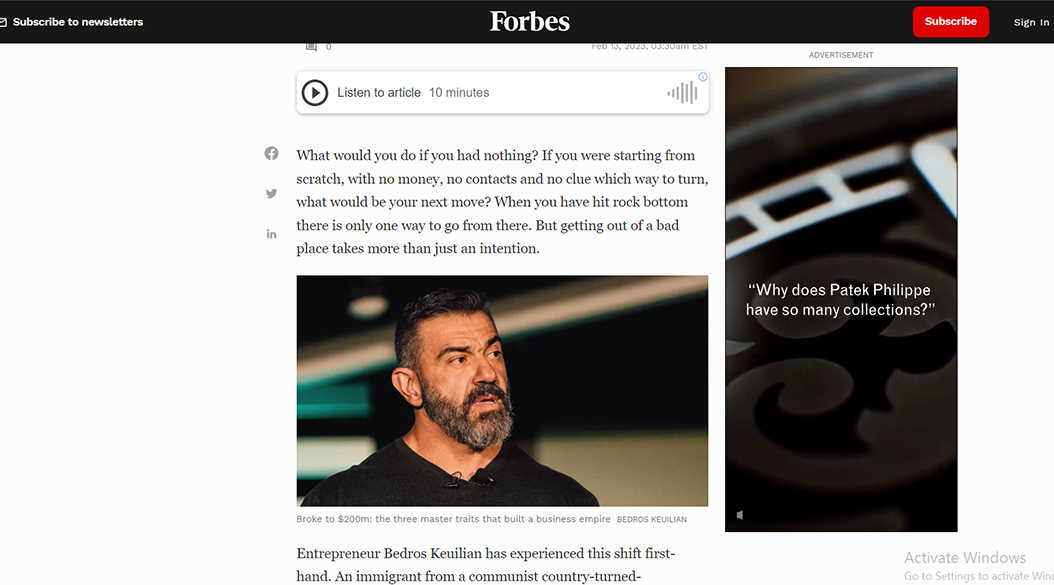 Subscribe to newsletters
Forbes
Subscribe
Sign In
0
Feb 13, 2023, 03:30am EST
ADVERTISEMENT
Listen to article 10 minutes
What would you do if you had nothing? If you were starting from
scratch, with no money, no contacts and no clue which way to turn,
what would be your next move? When you have hit rock bottom
there is only one way to go from there. But getting out of a bad
place takes more than just an intention.
in
“Why does Patek Philippe
have so many collections?”
Broke to $200m: the three master traits that built a business empire BEDROS KEUILIAN
Entrepreneur Bedros Keuilian has experienced this shift first-
hand. An immigrant from a communist country-turned-
Activate Windows
Go to Settings to activate Win